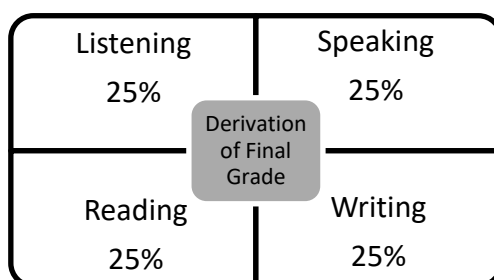 Listening
25%
Speaking
25%
Derivation
of Final
Grade
Reading
25%
Writing
25%